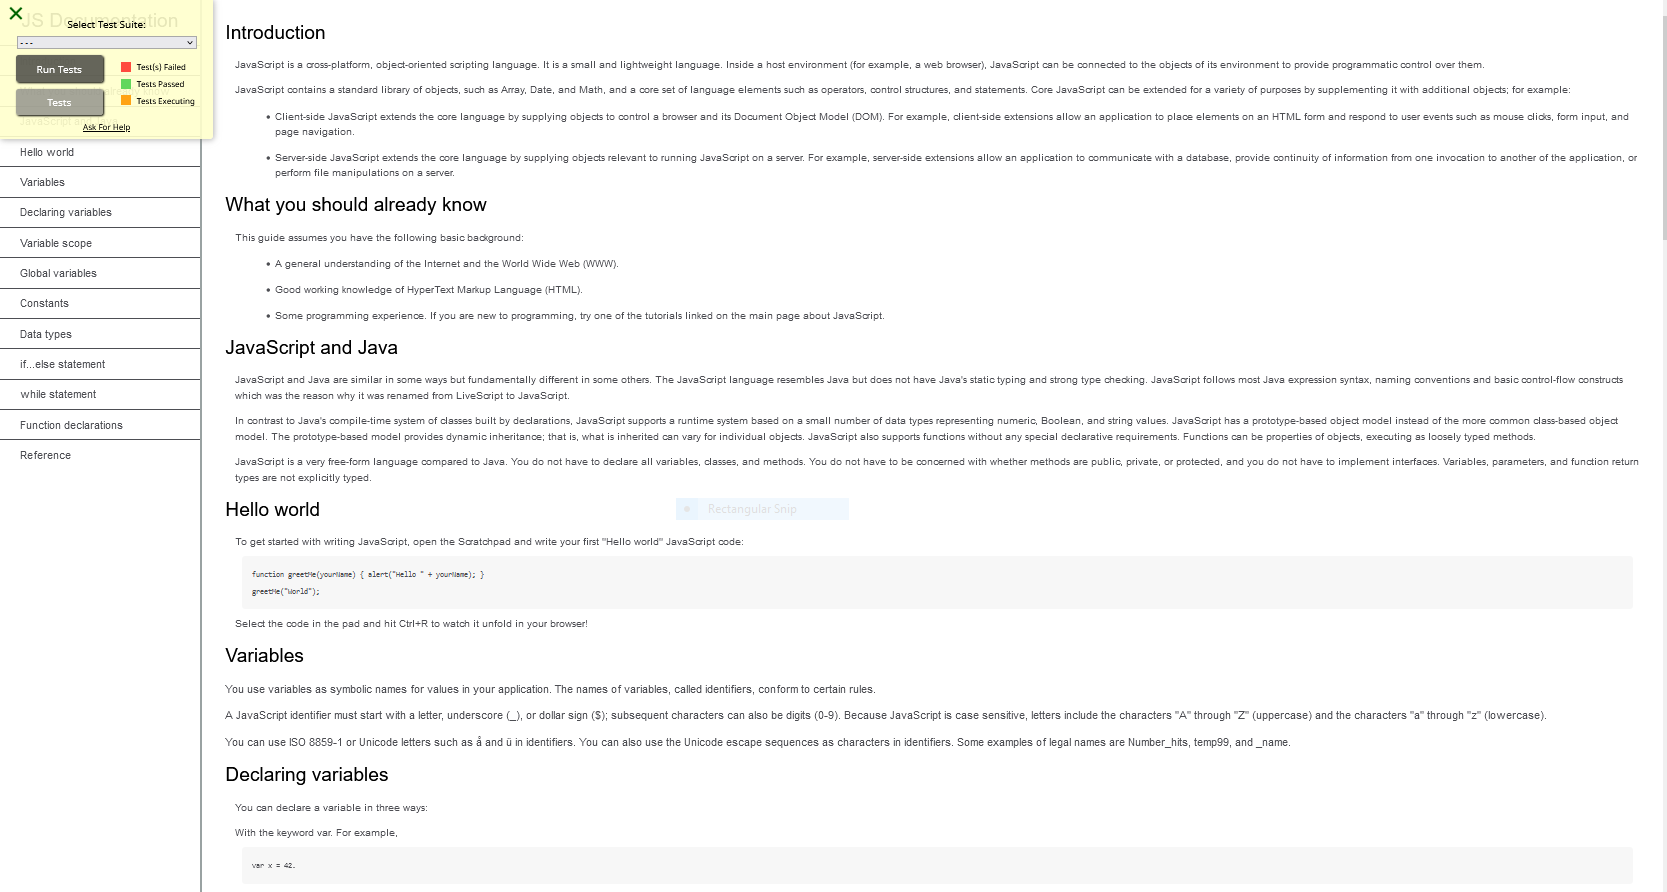 JS Documentation
Select Test Suite:
---
Run Tests
Test(s) Failed
Tests Passed
Tests
Tests Executing
JavaScript and Java
Ask For Help
Hello world
Variables
Declaring variables
Variable scope
Global variables
Constants
Data types
if...else statement
while statement
Function declarations
Reference
Introduction
JavaScript is a cross-platform, object-oriented scripting language. It is a small and lightweight language. Inside a host environment (for example, a web browser), JavaScript can be connected to the objects of its environment to provide programmatic control over them.
JavaScript contains a standard library of objects, such as Array, Date, and Math, and a core set of language elements such as operators, control structures, and statements. Core JavaScript can be extended for a variety of purposes by supplementing it with additional objects; for example:
• Client-side JavaScript extends the core language by supplying objects to control a browser and its Document Object Model (DOM). For example, client-side extensions allow an application to place elements on an HTML form and respond to user events such as mouse clicks, form input, and
page navigation.
• Server-side JavaScript extends the core language by supplying objects relevant to running JavaScript on a server. For example, server-side extensions allow an application to communicate with a database, provide continuity of information from one invocation to another of the application, or
perform file manipulations on a server.
What you should already know
This guide assumes you have the following basic background:
• A general understanding of the Internet and the World Wide Web (WWW).
• Good working knowledge of HyperText Markup Language (HTML).
• Some programming experience. If you are new to programming, try one of the tutorials linked on the main page about JavaScript.
JavaScript and Java
JavaScript and Java are similar in some ways but fundamentally different in some others. The JavaScript language resembles Java but does not have Java's static typing and strong type checking. JavaScript follows most Java expression syntax, naming conventions and basic control-flow constructs
which was the reason why it was renamed from LiveScript to JavaScript.
In contrast to Java's compile-time system of classes built by declarations, JavaScript supports a runtime system based on a small number of data types representing numeric, Boolean, and string values. JavaScript has a prototype-based object model instead of the more common class-based object
model. The prototype-based model provides dynamic inheritance; that is, what is inherited can vary for individual objects. JavaScript also supports functions without any special declarative requirements. Functions can be properties of objects, executing as loosely typed methods.
JavaScript is a very free-form language compared to Java. You do not have to declare all variables, classes, and methods. You do not have to be concerned with whether methods are public, private, or protected, and you do not have to implement interfaces. Variables, parameters, and function return
types are not explicitly typed.
Hello world
Rectangular Snip
To get started with writing JavaScript, open the Scratchpad and write your first "Hello world" JavaScript code:
function greetMe(yourName) { alert("Hello " + yourName); }
greetMe("World");
Select the code in the pad and hit Ctrl+R to watch it unfold in your browser!
Variables
You use variables as symbolic names for values in your application. The names of variables, called identifiers, conform to certain rules.
A JavaScript identifier must start with a letter, underscore (_), or dollar sign ($); subsequent characters can also be digits (0-9). Because JavaScript is case sensitive, letters include the characters "A" through "Z" (uppercase) and the characters "a" through "z" (lowercase).
You can use ISO 8859-1 or Unicode letters such as å and ü in identifiers. You can also use the Unicode escape sequences as characters in identifiers. Some examples of legal names are Number_hits, temp99, and _name.
Declaring variables
You can declare a variable in three ways:
With the keyword var. For example,
var x = 42.